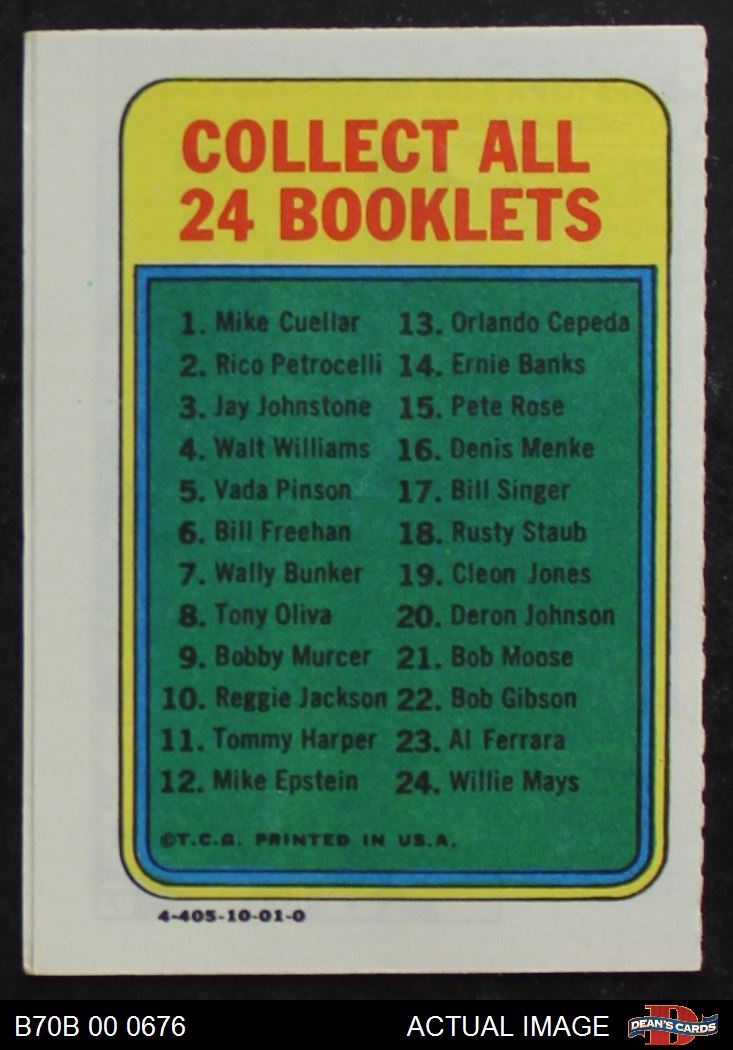 COLLECT ALL
24 BOOKLETS
1. Mike Cuellar
2. Rico Petrocelli
3. Jay Johnstone
4. Walt Williams
5. Vada Pinson
6. Bill Freehan
7. Wally Bunker
8. Tony Oliva
9. Bobby Murcer
10. Reggie Jackson
11. Tommy Harper
12. Mike Epstein
13. Orlando Cepeda
14. Ernie Banks
15. Pete Rose
16. Denis Menke
17. Bill Singer
18. Rusty Staub
19. Cleon Jones
20. Deron Johnson
21. Bob Moose
22. Bob Gibson
23. Al Ferrara
24. Willie Mays
©T.C.G. PRINTED IN U.S.A.
4-405-10-01-0
B70B 00 0676
ACTUAL IMAGE
DEAN'S CARDS